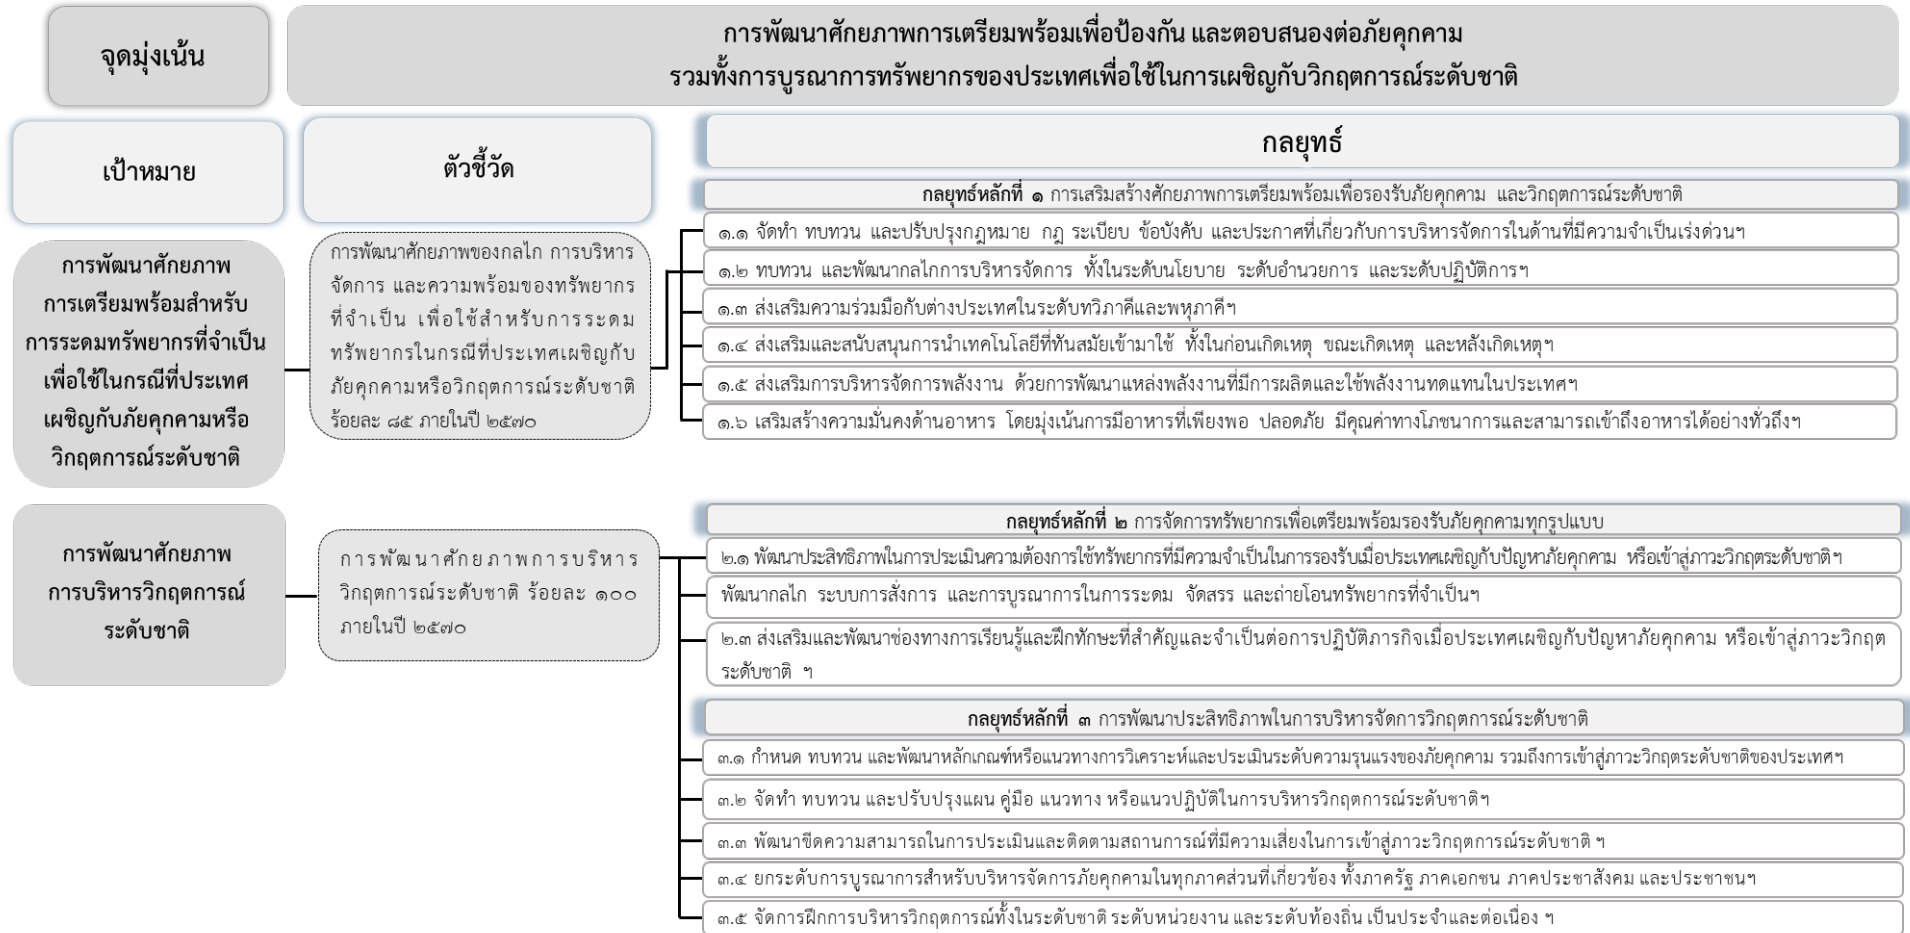 จุดมุ่งเน้น
การพัฒนาศักยภาพการเตรียมพร้อมเพื่อป้องกัน และตอบสนองต่อภัยคุกคาม
รวมทั้งการบูรณาการทรัพยากรของประเทศเพื่อใช้ในการเผชิญกับวิกฤตการณ์ระดับชาติ
เป้าหมาย
ตัวชี้วัด
กลยุทธ์
การพัฒนาศักยภาพ
การเตรียมพร้อมสำหรับ
การระดมทรัพยากรที่จำเป็น
เพื่อใช้ในกรณีที่ประเทศ
เผชิญกับภัยคุกคามหรือ
วิกฤตการณ์ระดับชาติ
การพัฒนาศักยภาพของกลไก การบริหาร
จัดการ และความพร้อมของทรัพยากร
ที่จำเป็น เพื่อใช้สำหรับการระดม
ทรัพยากรในกรณีที่ประเทศเผชิญกับ
ภัยคุกคามหรือวิกฤตการณ์ระดับชาติ
ร้อยละ ๘๕ ภายในปี ๒๕๗๐
กลยุทธ์หลักที่ ๑ การเสริมสร้างศักยภาพการเตรียมพร้อมเพื่อรองรับภัยคุกคาม และวิกฤตการณ์ระดับชาติ
๑.๑ จัดทำ ทบทวน และปรับปรุงกฎหมาย กฎ ระเบียบ ข้อบังคับ และประกาศที่เกี่ยวกับการบริหารจัดการในด้านที่มีความจำเป็นเร่งด่วนฯ
๑.๒ ทบทวน และพัฒนากลไกการบริหารจัดการ ทั้งในระดับนโยบาย ระดับอำนวยการ และระดับปฏิบัติการฯ
๑.๓ ส่งเสริมความร่วมมือกับต่างประเทศในระดับทวิภาคีและพหุภาคีฯ
๑.๔ ส่งเสริมและสนับสนุนการนำเทคโนโลยีที่ทันสมัยเข้ามาใช้ ทั้งในก่อนเกิดเหตุ ขณะเกิดเหตุ และหลังเกิดเหตุฯ
๑.๕ ส่งเสริมการบริหารจัดการพลังงาน ด้วยการพัฒนาแหล่งพลังงานที่มีการผลิตและใช้พลังงานทดแทนในประเทศฯ
๑.๖ เสริมสร้างความมั่นคงด้านอาหาร โดยมุ่งเน้นการมีอาหารที่เพียงพอ ปลอดภัย มีคุณค่าทางโภชนาการและสามารถเข้าถึงอาหารได้อย่างทั่วถึงฯ
การพัฒนาศักยภาพ
การบริหารวิกฤตการณ์
ระดับชาติ
การพัฒนาศักยภาพการบริหาร
วิกฤตการณ์ระดับชาติ ร้อยละ ๑๐๐
ภายในปี ๒๕๗๐
กลยุทธ์หลักที่ ๒ การจัดการทรัพยากรเพื่อเตรียมพร้อมรองรับภัยคุกคามทุกรูปแบบ
๒.๑ พัฒนาประสิทธิภาพในการประเมินความต้องการใช้ทรัพยากรที่มีความจำเป็นในการรองรับเมื่อประเทศเผชิญกับปัญหาภัยคุกคาม หรือเข้าสู่ภาวะวิกฤตระดับชาติฯ
พัฒนากลไก ระบบการสั่งการ และการบูรณาการในการระดม จัดสรร และถ่ายโอนทรัพยากรที่จำเป็นฯ
๒.๓ ส่งเสริมและพัฒนาช่องทางการเรียนรู้และฝึกทักษะที่สำคัญและจำเป็นต่อการปฏิบัติภารกิจเมื่อประเทศเผชิญกับปัญหาภัยคุกคาม หรือเข้าสู่ภาวะวิกฤต
ระดับชาติ ฯ
กลยุทธ์หลักที่ ๓ การพัฒนาประสิทธิภาพในการบริหารจัดการวิกฤตการณ์ระดับชาติ
๓.๑ กำหนด ทบทวน และพัฒนาหลักเกณฑ์หรือแนวทางการวิเคราะห์และประเมินระดับความรุนแรงของภัยคุกคาม รวมถึงการเข้าสู่ภาวะวิกฤตระดับชาติของประเทศฯ
๓.๒ จัดทำ ทบทวน และปรับปรุงแผน คู่มือ แนวทาง หรือแนวปฏิบัติในการบริหารวิกฤตการณ์ระดับชาติฯ
๓.๓ พัฒนาขีดความสามารถในการประเมินและติดตามสถานการณ์ที่มีความเสี่ยงในการเข้าสู่ภาวะวิกฤตการณ์ระดับชาติ ฯ
๓.๔ ยกระดับการบูรณาการสำหรับบริหารจัดการภัยคุกคามในทุกภาคส่วนที่เกี่ยวข้อง ทั้งภาครัฐ ภาคเอกชน ภาคประชาสังคม และประชาชนฯ
๓.๕ จัดการฝึกการบริหารวิกฤตการณ์ทั้งในระดับชาติ ระดับหน่วยงาน และระดับท้องถิ่น เป็นประจำและต่อเนื่อง ฯ